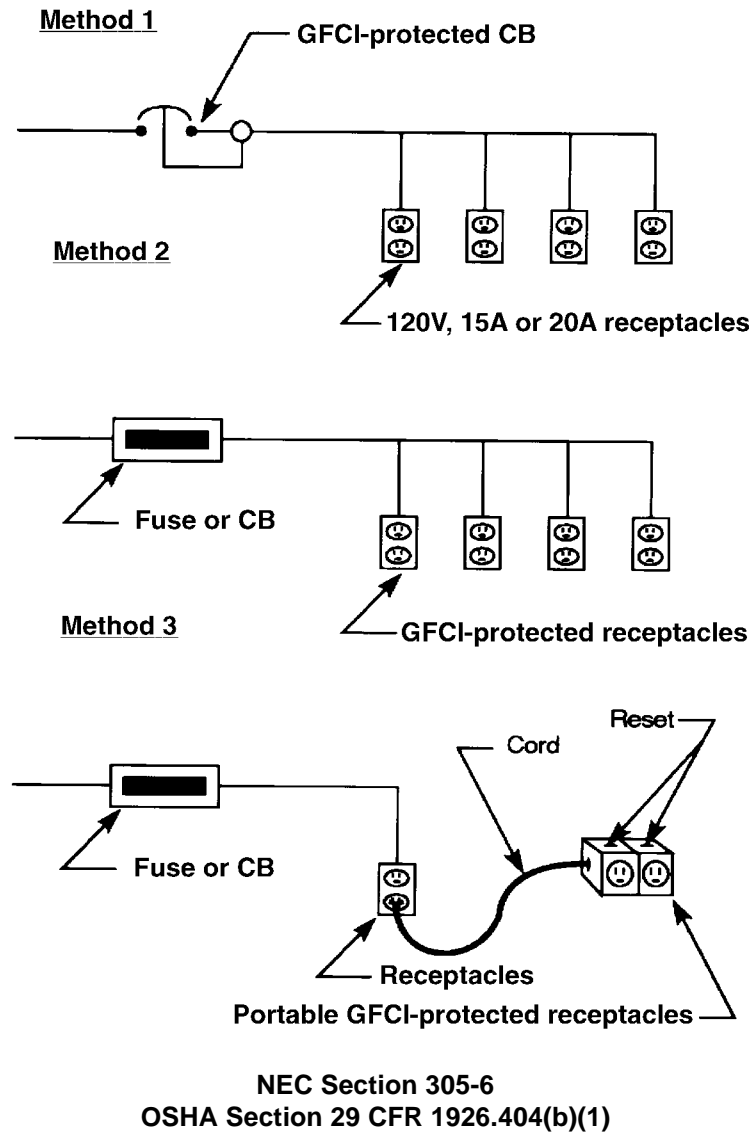 Method 1
GFCI-protected CB
Method 2
120V, 15A or 20A receptacles
Fuse or CB
Method 3
GFCI-protected receptacles
Reset
Cord
Fuse or CB
Receptacles
Portable GFCI-protected receptacles
NEC Section 305-6
OSHA Section 29 CFR 1926.404(b)(1)